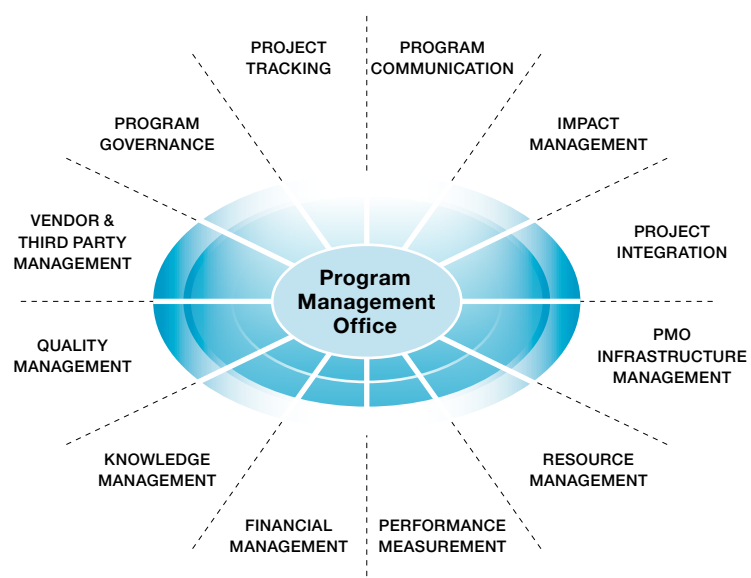 PROJECT
TRACKING
PROGRAM
COMMUNICATION
PROGRAM
GOVERNANCE
IMPACT
MANAGEMENT
VENDOR &
THIRD PARTY
MANAGEMENT
PROJECT
INTEGRATION
Program
Management
Office
QUALITY
MANAGEMENT
PMO
INFRASTRUCTURE
MANAGEMENT
KNOWLEDGE
MANAGEMENT
RESOURCE
MANAGEMENT
FINANCIAL
MANAGEMENT
PERFORMANCE
MEASUREMENT